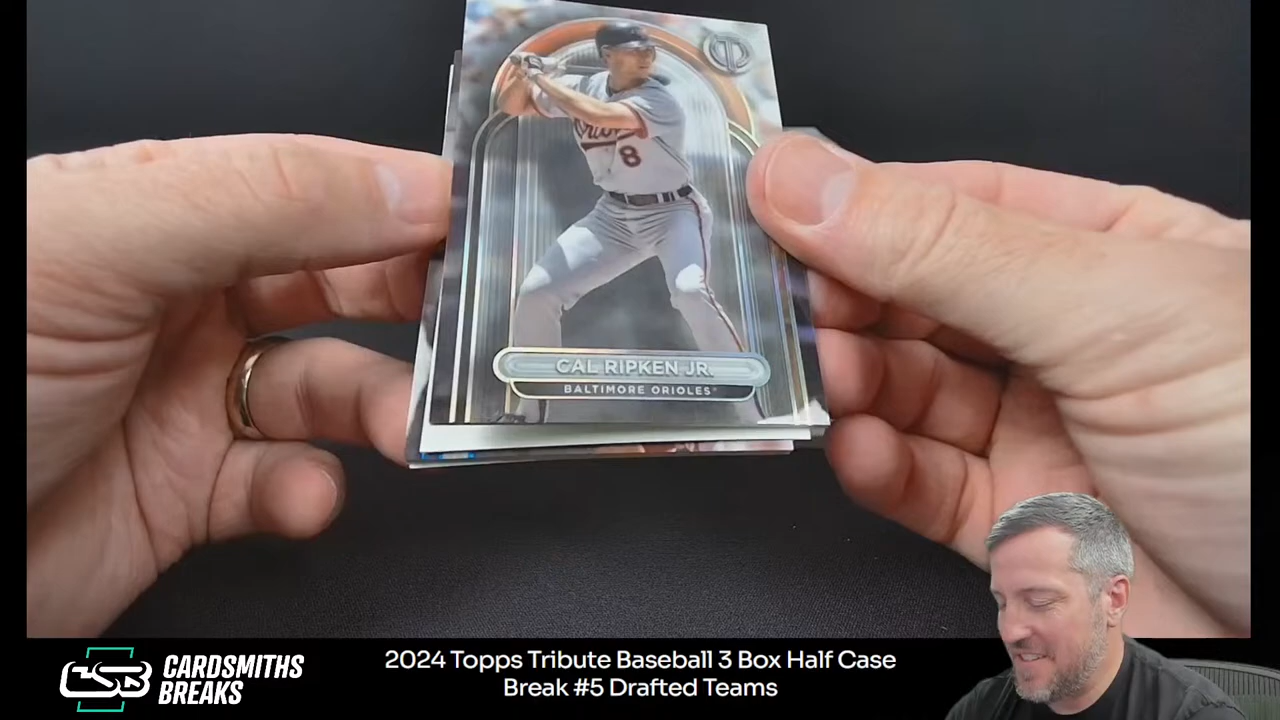 8
CAL RIPKEN JR.
BALTIMORE ORIOLES
CSB
CARDSMITHS
BREAKS
2024 Topps Tribute Baseball 3 Box Half Case
Break #5 Drafted Teams